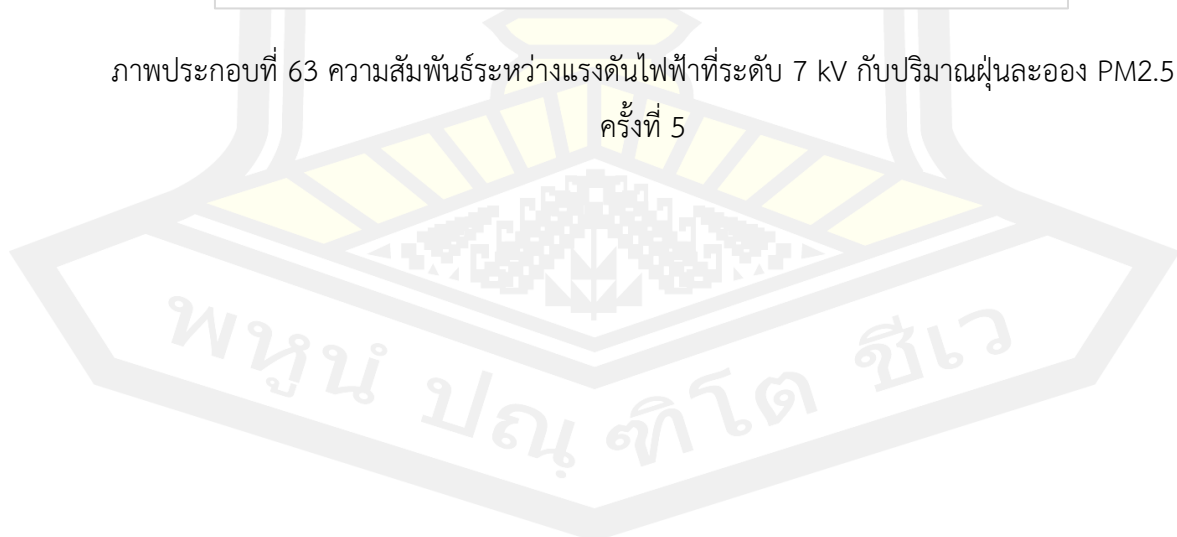 ภาพประกอบที่ 63 ความสัมพันธ์ระหว่างแรงดันไฟฟ้าที่ระดับ 7 kV กับปริมาณฝุ่นละออง PM2.5
ครั้งที่ 5
พหูนํ ปณฺฑิโต ชีเว